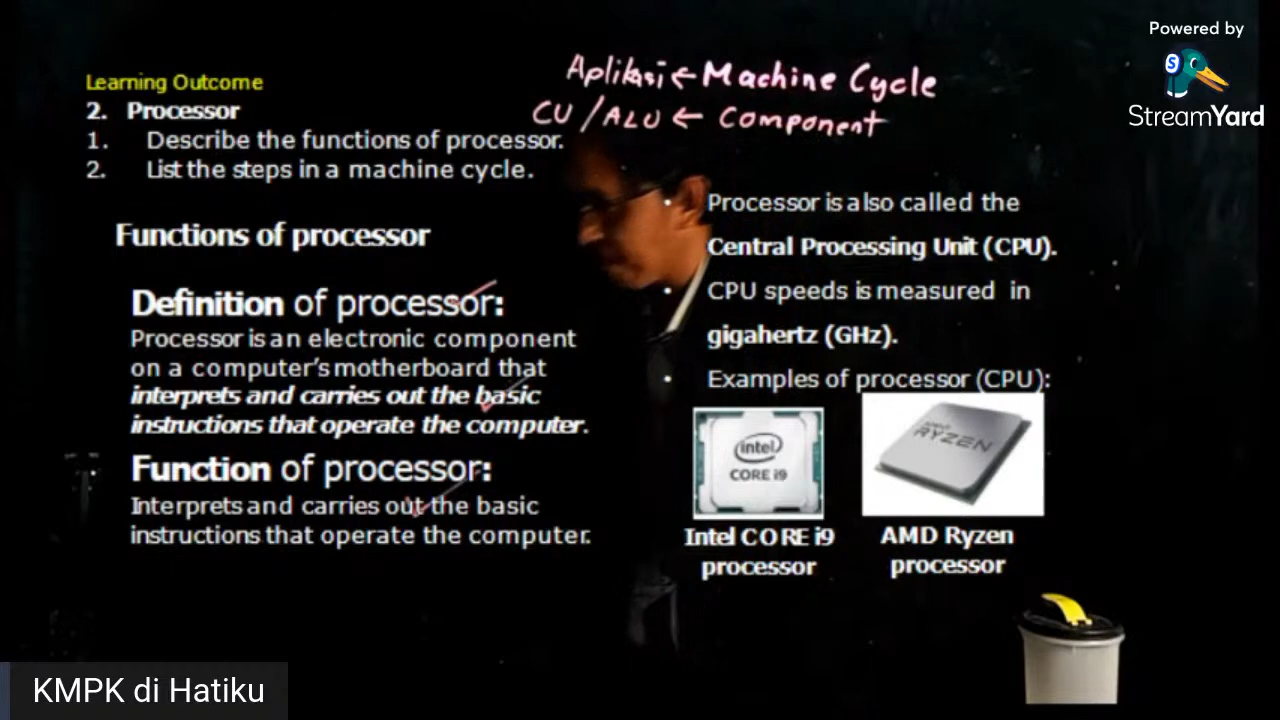 Powered by
StreamYard
Aplikasi ← Machine Cycle
CU / ALU ← Component
Learning Outcome
2. Processor
1. Describe the functions of processor.
2. List the steps in a machine cycle.
Functions of processor
Definition of processor:
Processor is an electronic component
on a computer's motherboard that
interprets and carries out the basic
instructions that operate the computer.
Function of processor:
Interprets and carries out the basic
instructions that operate the computer.
• Processor is also called the
Central Processing Unit (CPU).
• CPU speeds is measured in
gigahertz (GHz).
• Examples of processor (CPU):
intel
CORE i9
AMD
RYZEN
Intel CORE i9
processor
AMD Ryzen
processor
KMPK di Hatiku